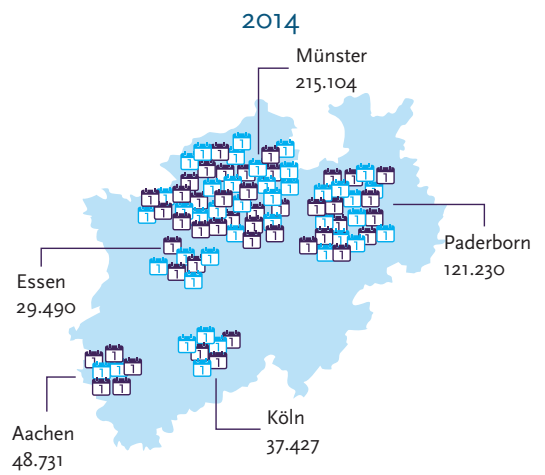 2014
Münster
215.104
Paderborn
121.230
Essen
29.490
Köln
37.427
Aachen
48.731